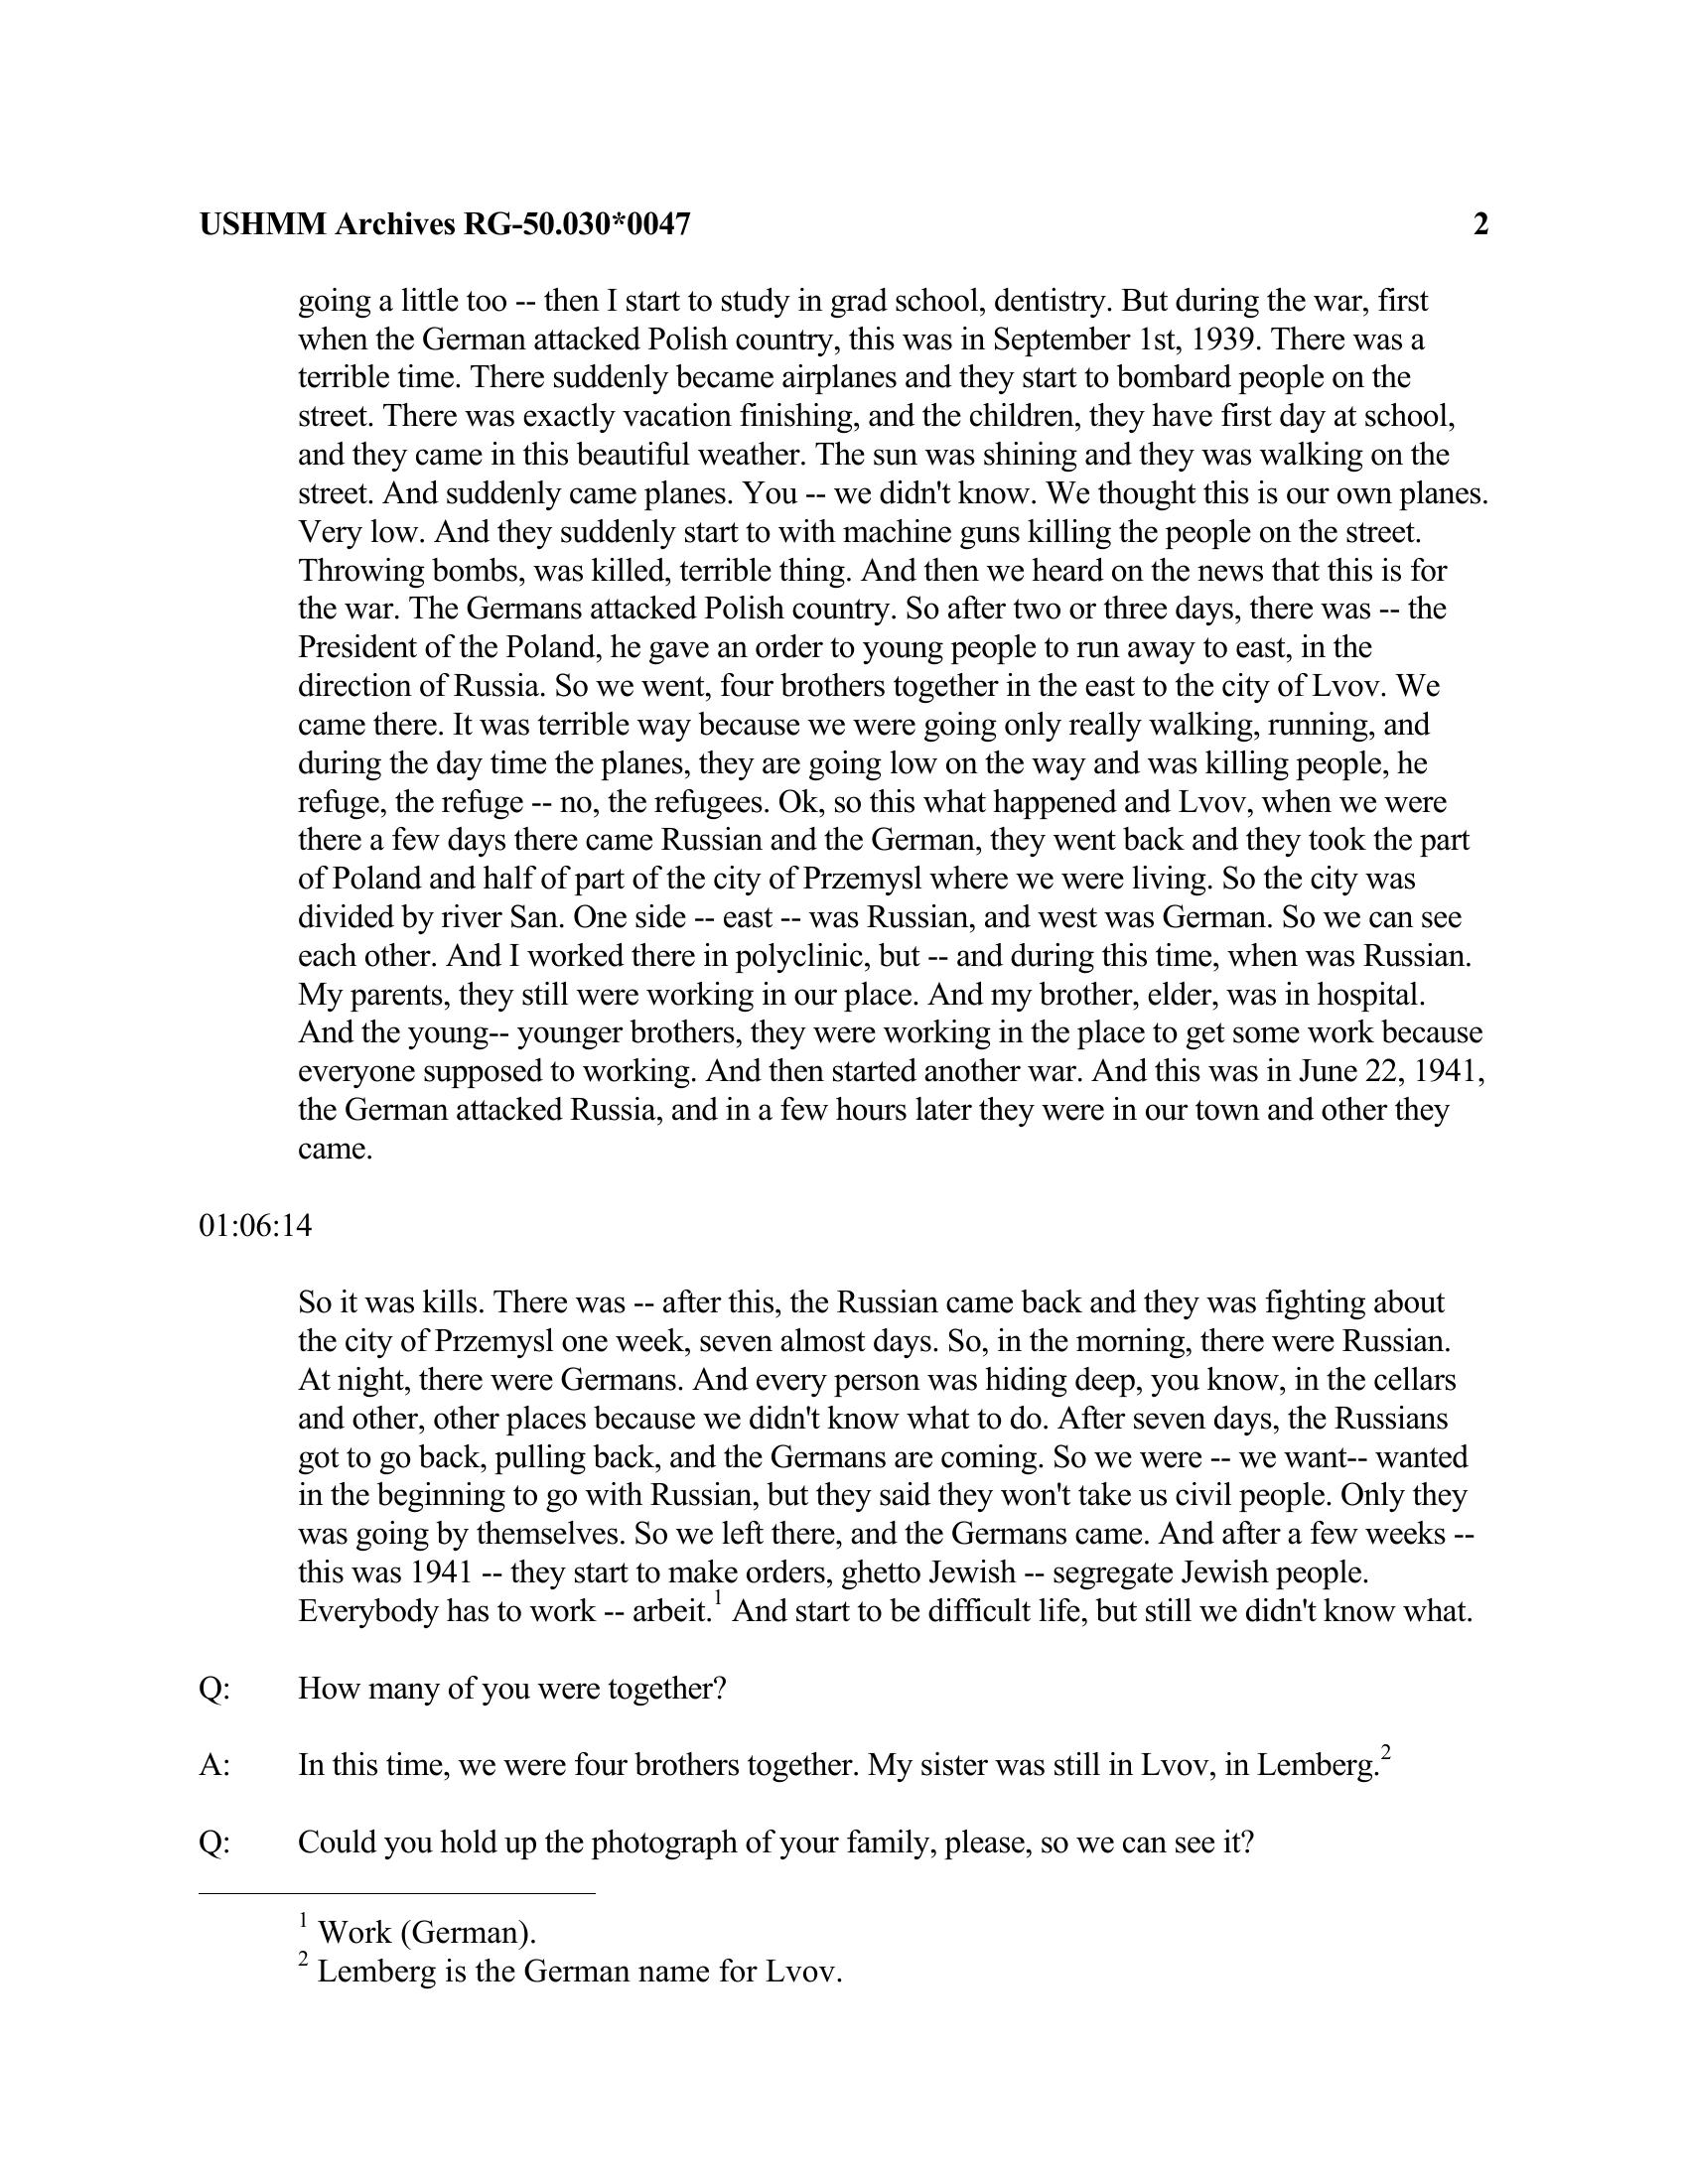 USHMM Archives RG-50.030*0047 2
going a little too -- then I start to study in grad school, dentistry. But during the war, first
when the German attacked Polish country, this was in September 1st, 1939. There was a
terrible time. There suddenly became airplanes and they start to bombard people on the
street. There was exactly vacation finishing, and the children, they have first day at school,
and they came in this beautiful weather. The sun was shining and they was walking on the
street. And suddenly came planes. You -- we didn't know. We thought this is our own planes.
Very low. And they suddenly start to with machine guns killing the people on the street.
Throwing bombs, was killed, terrible thing. And then we heard on the news that this is for
the war. The Germans attacked Polish country. So after two or three days, there was -- the
President of the Poland, he gave an order to young people to run away to east, in the
direction of Russia. So we went, four brothers together in the east to the city of Lvov. We
came there. It was terrible way because we were going only really walking, running, and
during the day time the planes, they are going low on the way and was killing people, he
refuge, the refuge -- no, the refugees. Ok, so this what happened and Lvov, when we were
there a few days there came Russian and the German, they went back and they took the part
of Poland and half of part of the city of Przemysl where we were living. So the city was
divided by river San. One side -- east -- was Russian, and west was German. So we can see
each other. And I worked there in polyclinic, but -- and during this time, when was Russian.
My parents, they still were working in our place. And my brother, elder, was in hospital.
And the young-- younger brothers, they were working in the place to get some work because
everyone supposed to working. And then started another war. And this was in June 22, 1941,
the German attacked Russia, and in a few hours later they were in our town and other they
came.
01:06:14
So it was kills. There was -- after this, the Russian came back and they was fighting about
the city of Przemysl one week, seven almost days. So, in the morning, there were Russian.
At night, there were Germans. And every person was hiding deep, you know, in the cellars
and other, other places because we didn't know what to do. After seven days, the Russians
got to go back, pulling back, and the Germans are coming. So we were -- we want-- wanted
in the beginning to go with Russian, but they said they won't take us civil people. Only they
was going by themselves. So we left there, and the Germans came. And after a few weeks --
this was 1941 -- they start to make orders, ghetto Jewish -- segregate Jewish people.
Everybody has to work -- arbeit.1 And start to be difficult life, but still we didn't know what.
Q: How many of you were together?
A: In this time, we were four brothers together. My sister was still in Lvov, in Lemberg.2
Q: Could you hold up the photograph of your family, please, so we can see it?
1 Work (German).
2 Lemberg is the German name for Lvov.